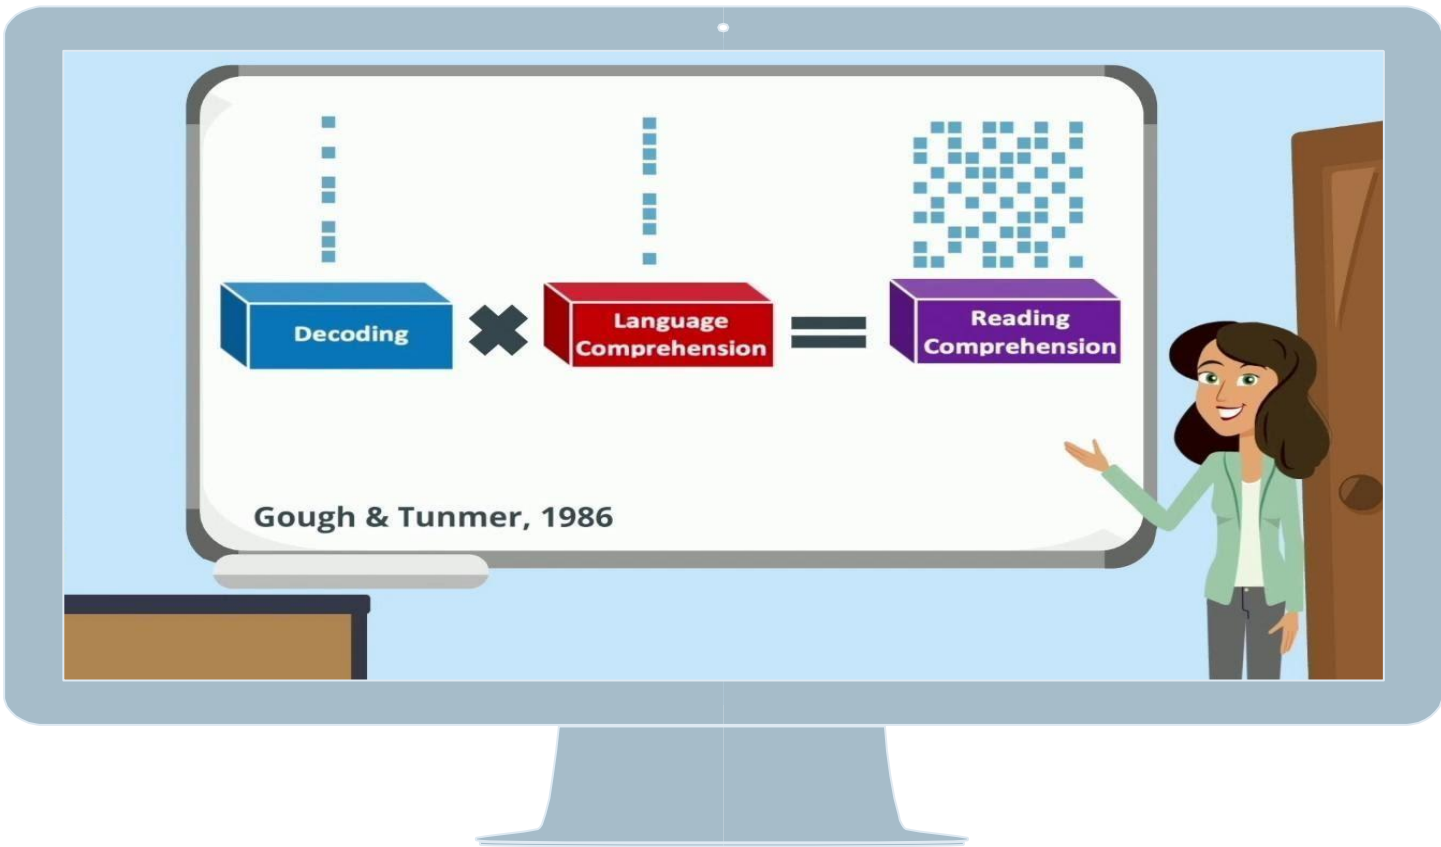 Decoding
Language
Comprehension
Reading
Comprehension
Gough & Tunmer, 1986